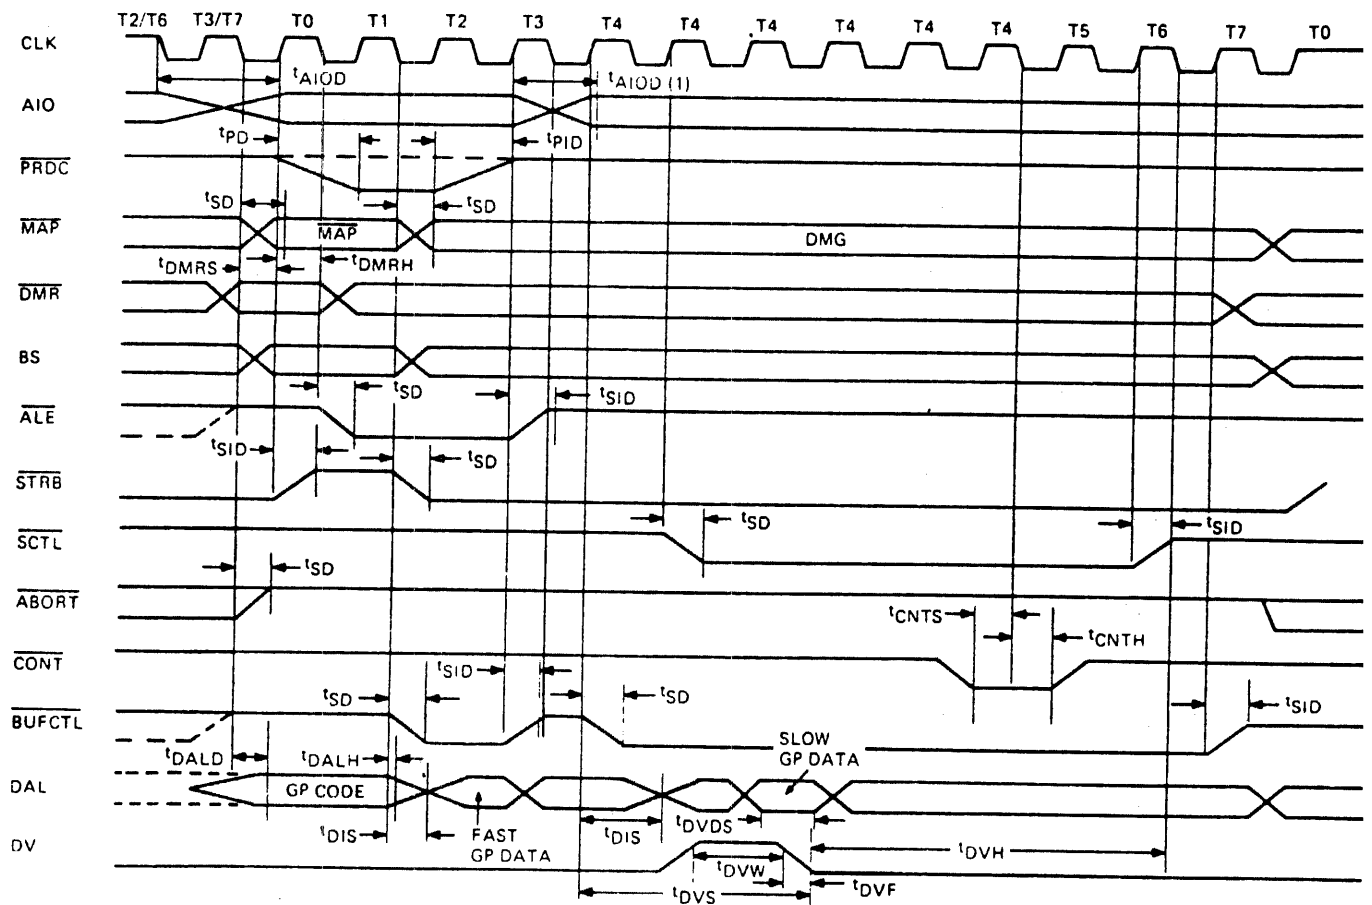 T2/T6 T3/T7 T0 T1 T2 T3 T4 T4 T4 T4 T4 T4 T5 T6 T7 T0
CLK
tAIOD tAIOD (1)
AIO
tPD tPID
PRDC
tSD tSD
MAP MAP DMG
tDMRS tDMRH
DMR
BS
tSD tSID
ALE
tSID tSD
STRB
tSD tSID
SCTL
tSD
ABORT
tCNTS tCNTH
CONT
tSID
tSD tSD tSID
BUFCTL
SLOW
GP DATA
tDALD tDALH
DAL GP CODE
tDIS FAST
GP DATA
tDIS tDVDS
DV
tDVW tDVH
tDVS tDVF